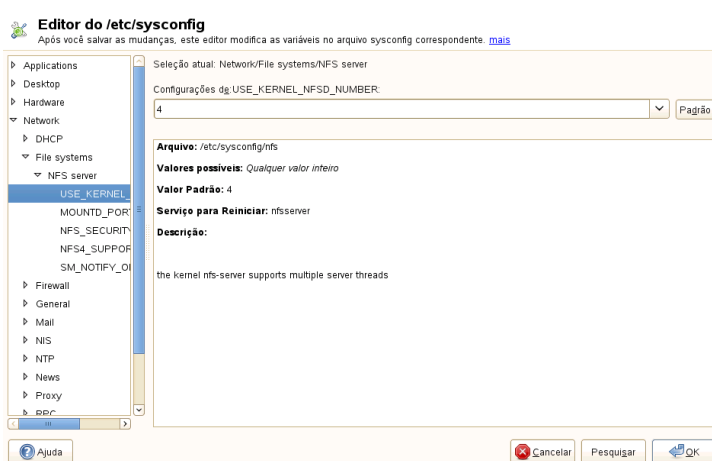 Editor do /etc/sysconfig
Após você salvar as mudanças, este editor modifica as variáveis no arquivo sysconfig correspondente. mais
Applications
Desktop
Hardware
Network
DHCP
File systems
NFS server
USE_KERNEL_
MOUNTD_POR
NFS_SECURITY
NFS4_SUPPOR
SM_NOTIFY_O
Firewall
General
Mail
NIS
NTP
News
Proxy
RPC
Seleção atual: Network/File systems/NFS server
Configurações de:USE_KERNEL_NFSD_NUMBER:
4
Padrão
Arquivo: /etc/sysconfig/nfs
Valores possíveis: Qualquer valor inteiro
Valor Padrão: 4
Serviço para Reiniciar: nfsserver
Descrição:
the kernel nfs-server supports multiple server threads
Ajuda
Cancelar
Pesquisar
OK